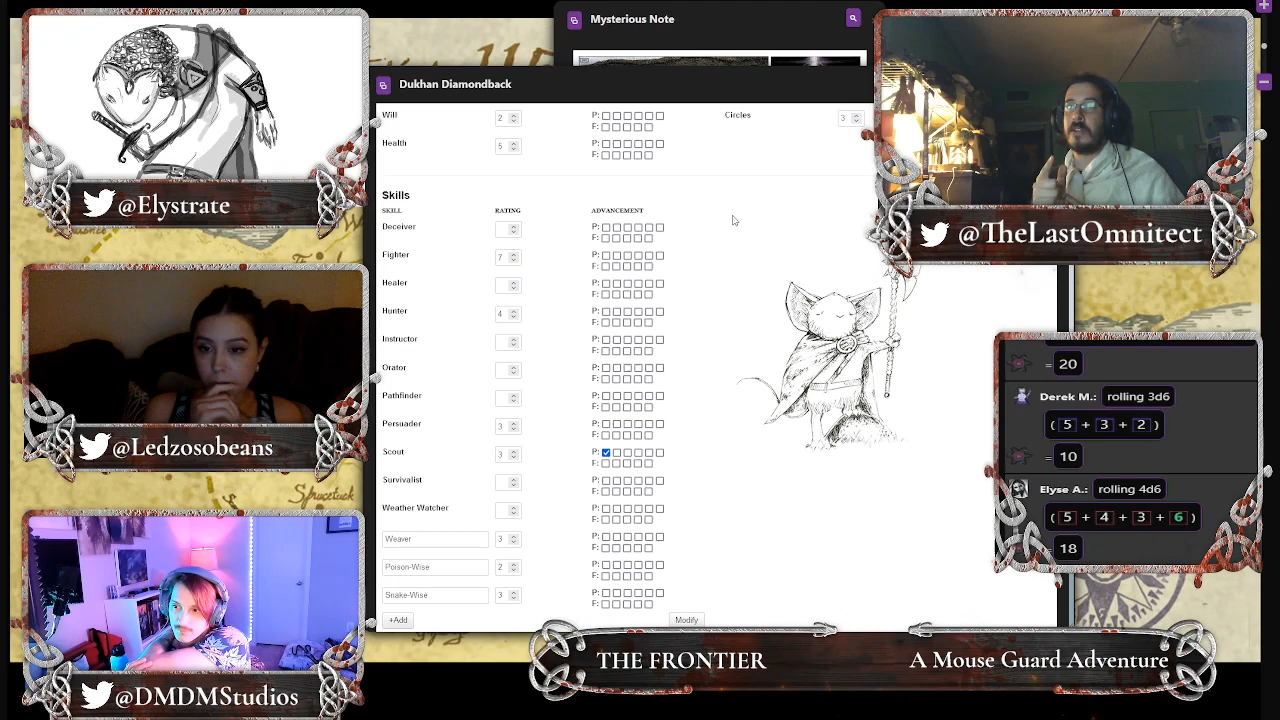 Mysterious Note
Dukhan Diamondback
Will 2 P: Circles 3
F:
Health 5 P:
F:
Skills
SKILL RATING ADVANCEMENT
Deceiver P:
F:
Fighter 7 P:
F:
Healer P:
F:
Hunter 4 P:
F:
Instructor P:
F:
Orator P:
F:
Pathfinder P:
F:
Persuader 3 P:
F:
Scout 3 P:
F:
Survivalist P:
F:
Weather Watcher P:
F:
Weaver 3 P:
F:
Poison-Wise 2 P:
F:
Snake-Wise 3 P:
F:
+Add Modify
@Elystrate
@Ledzosobeans
Sprucetuck
@DMDMStudios
@TheLastOmnitect
= 20
Derek M.: rolling 3d6
( 5 + 3 + 2 )
= 10
Elyse A.: rolling 4d6
( 5 + 4 + 3 + 6 )
18
THE FRONTIER
A Mouse Guard Adventure